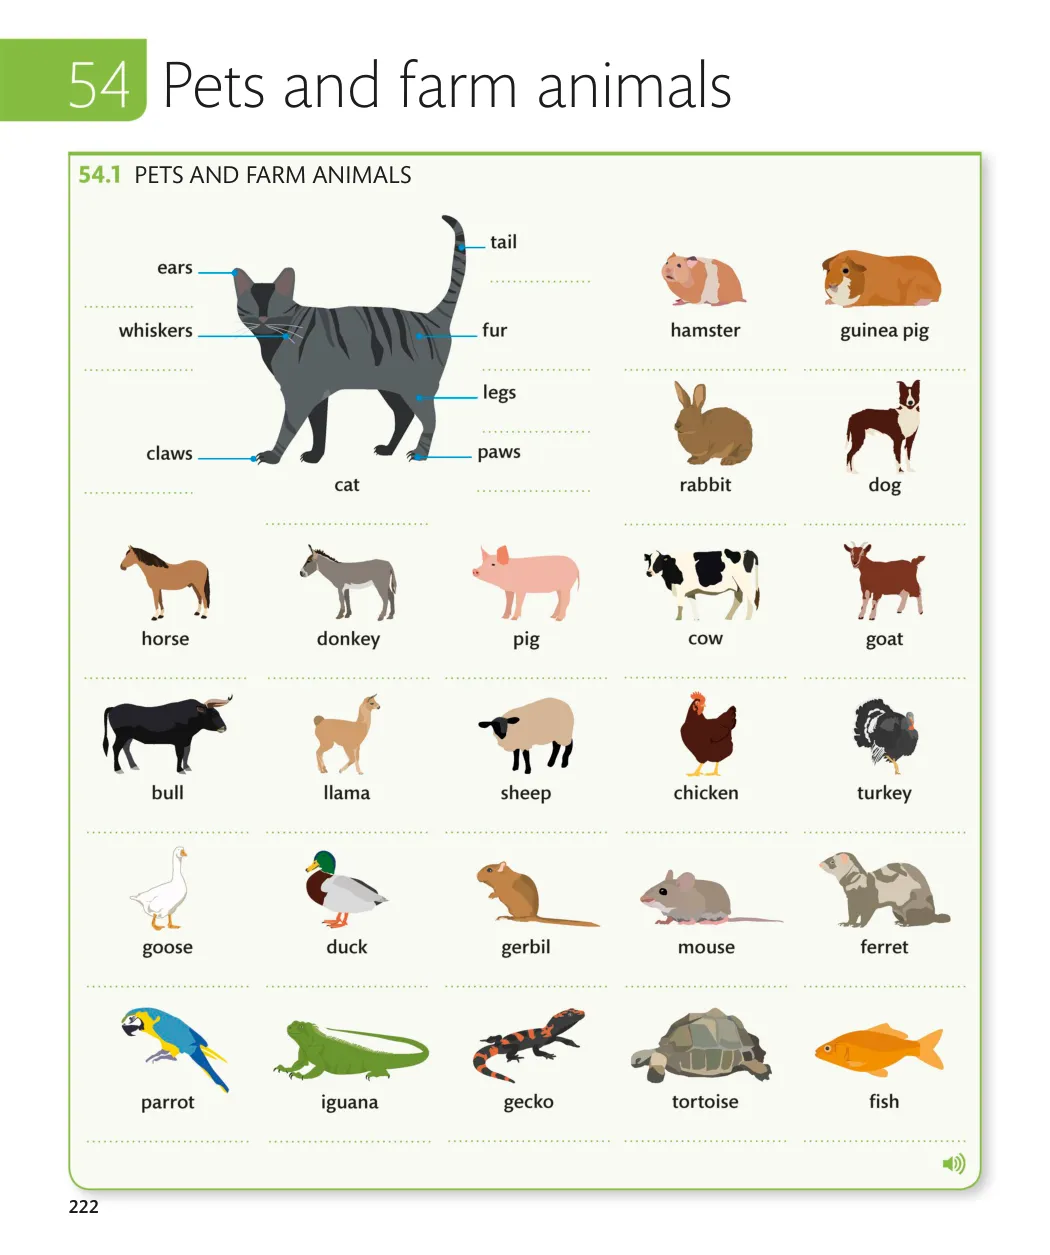 54 Pets and farm animals
54.1 PETS AND FARM ANIMALS
tail
ears
whiskers
fur
hamster
guinea pig
legs
claws
paws
cat
rabbit
dog
horse
donkey
pig
cow
goat
bull
llama
sheep
chicken
turkey
goose
duck
gerbil
mouse
ferret
parrot
iguana
gecko
tortoise
fish
222